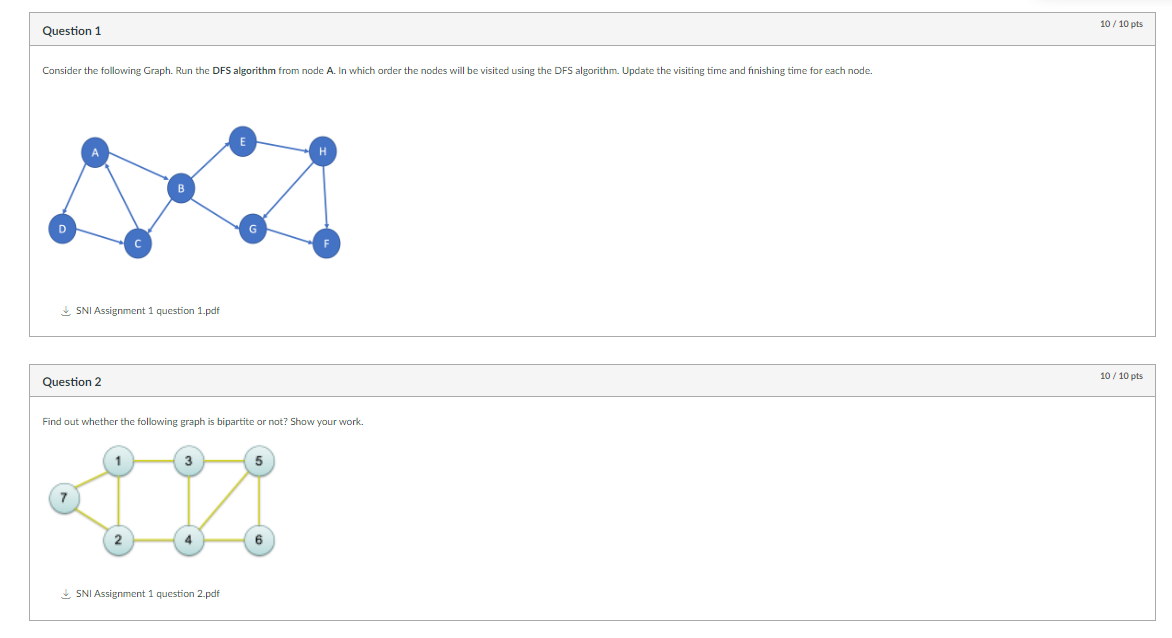 Question 1
10 / 10 pts
Consider the following Graph. Run the DFS algorithm from node A. In which order the nodes will be visited using the DFS algorithm. Update the visiting time and finishing time for each node.
E
A
H
B
D
G
C
F
SNI Assignment 1 question 1.pdf
Question 2
10 / 10 pts
Find out whether the following graph is bipartite or not? Show your work.
1
3
5
7
2
4
6
SNI Assignment 1 question 2.pdf